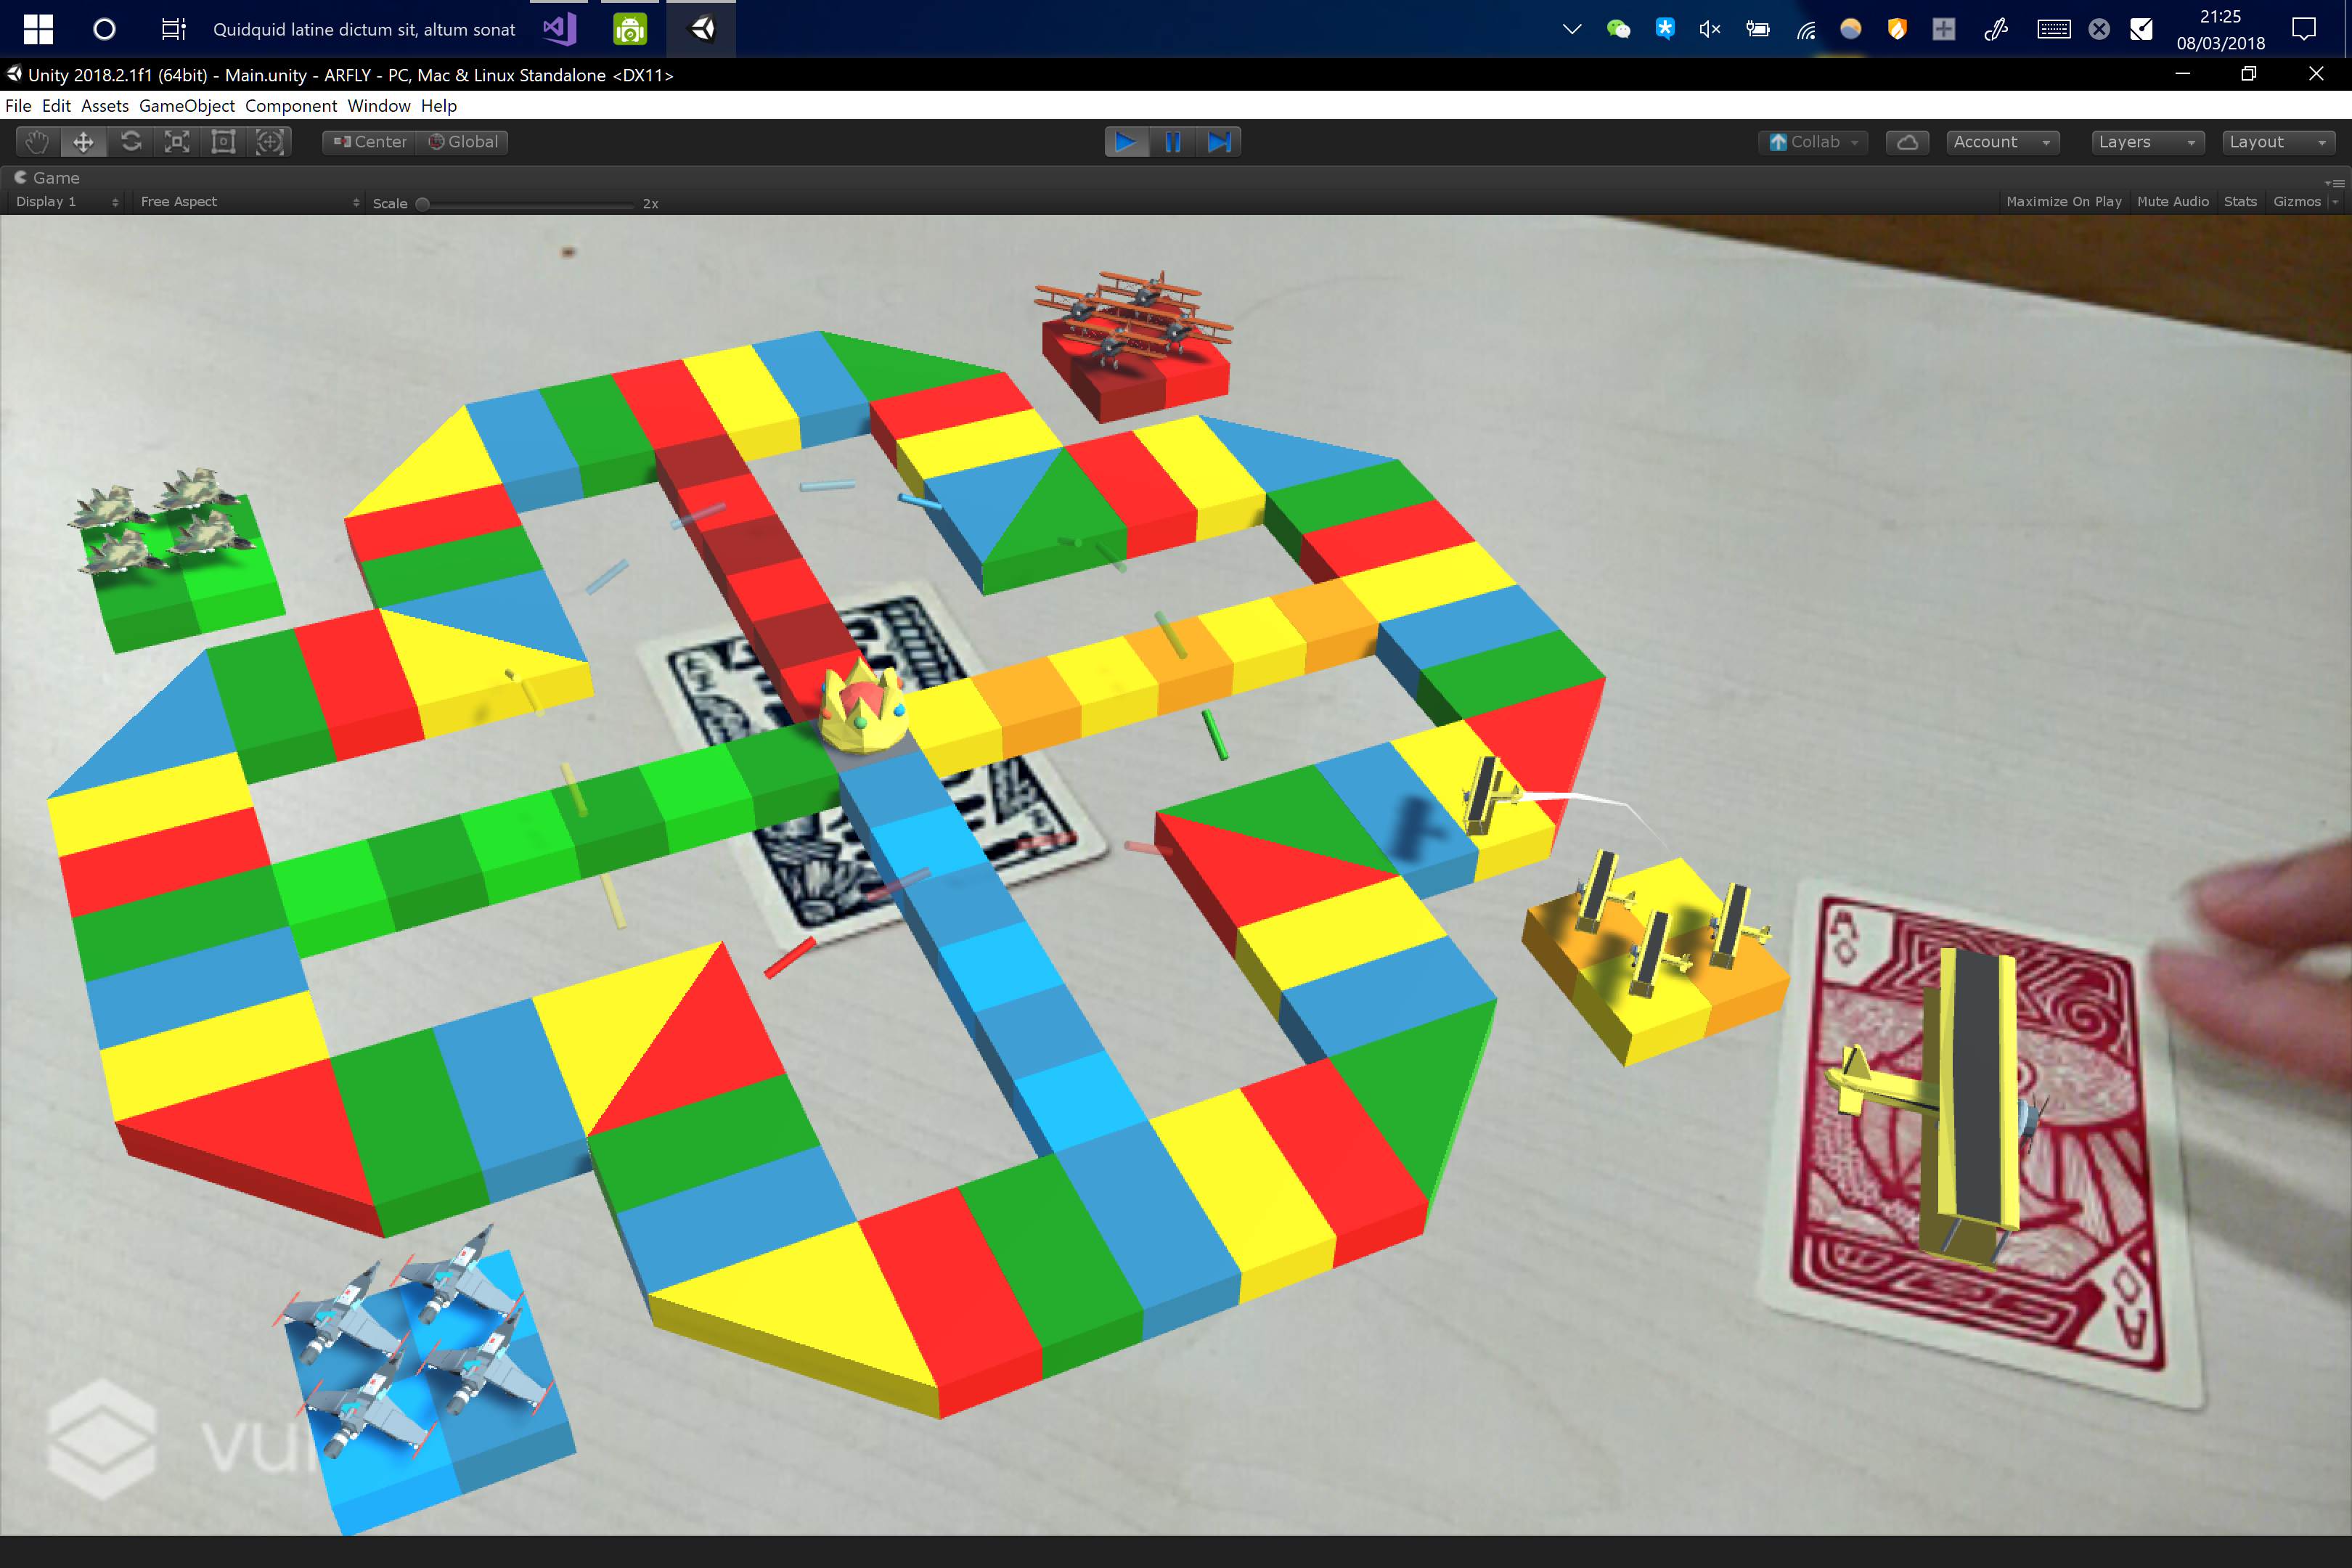 Quidquid latine dictum sit, altum sonat
21:25
08/03/2018
Unity 2018.2.1f1 (64bit) - Main.unity - ARFLY - PC, Mac & Linux Standalone <DX11>
File Edit Assets GameObject Component Window Help
Center Global Collab Account Layers Layout
Game
Display 1 Free Aspect Scale 2x Maximize On Play Mute Audio Stats Gizmos
A
A
vu